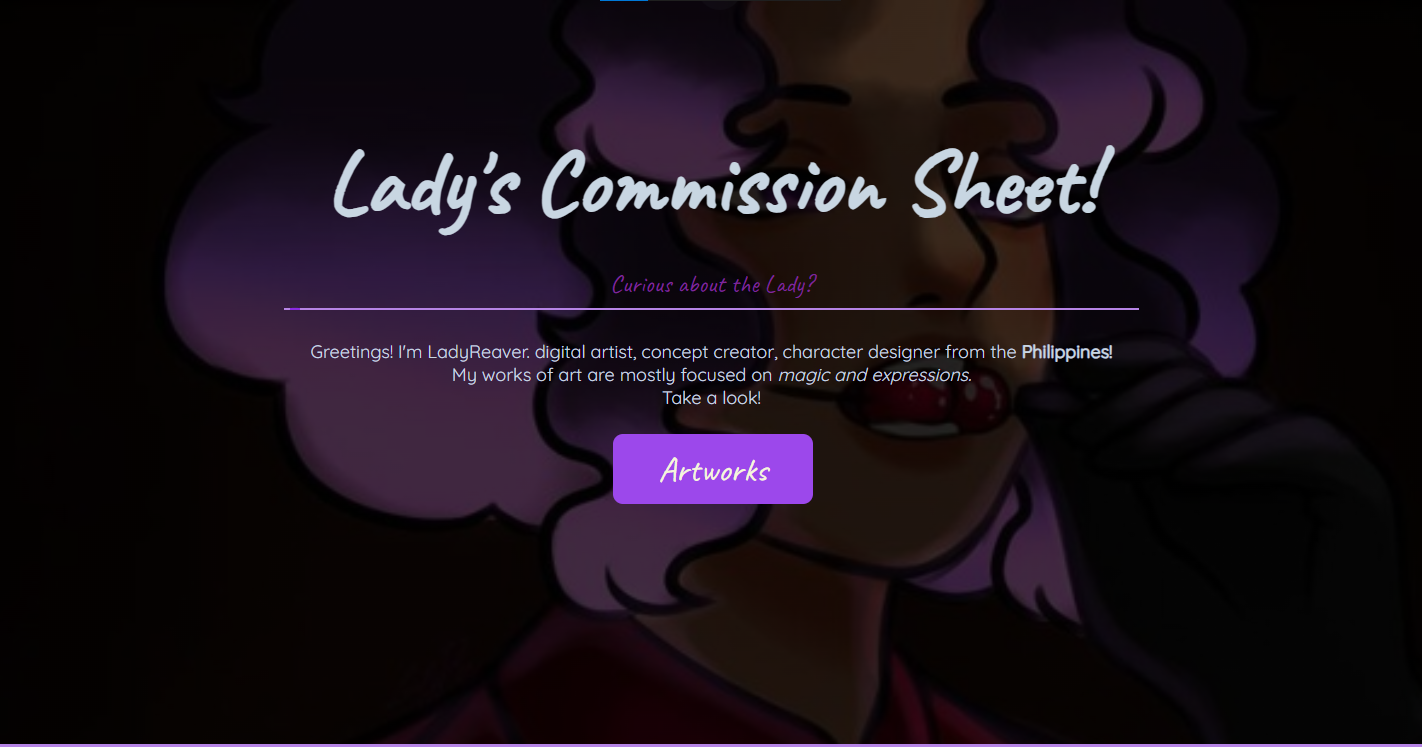 Lady's Commission Sheet!
Curious about the Lady?
Greetings! I'm LadyReaver. digital artist, concept creator, character designer from the Philippines!
My works of art are mostly focused on magic and expressions.
Take a look!
Artworks